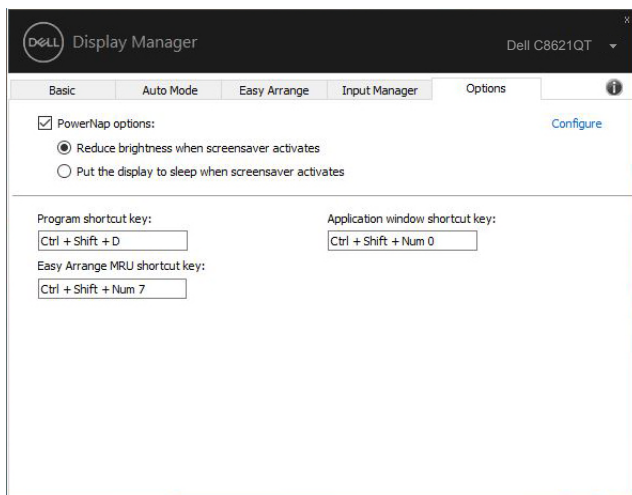 x
DELL Display Manager
Dell C8621QT
Basic Auto Mode Easy Arrange Input Manager Options i
PowerNap options: Configure
Reduce brightness when screensaver activates
Put the display to sleep when screensaver activates
Program shortcut key: Application window shortcut key:
Ctrl + Shift + D Ctrl + Shift + Num 0
Easy Arrange MRU shortcut key:
Ctrl + Shift + Num 7